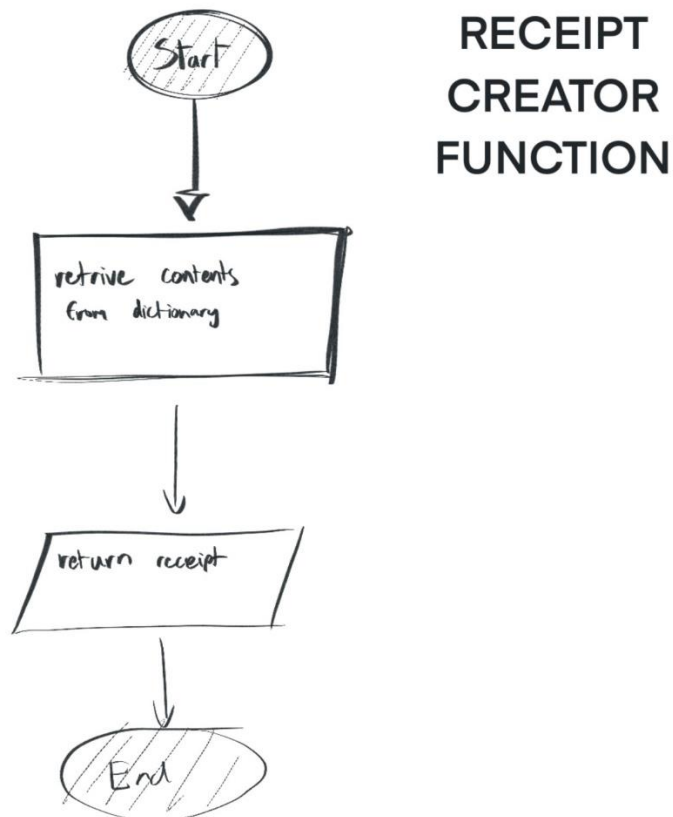 Start
RECEIPT
CREATOR
FUNCTION
retrive contents
from dictionary
return receipt
End